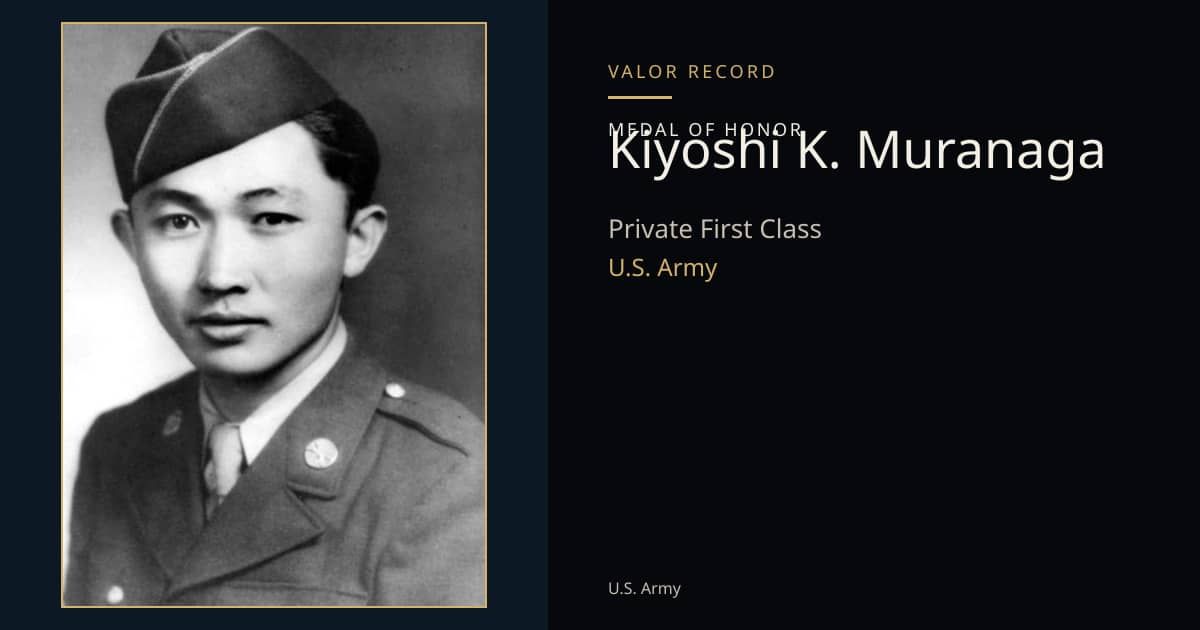 VALOR RECORD
MEDAL OF HONOR
Kiyoshi K. Muranaga
Private First Class
U.S. Army
U.S. Army